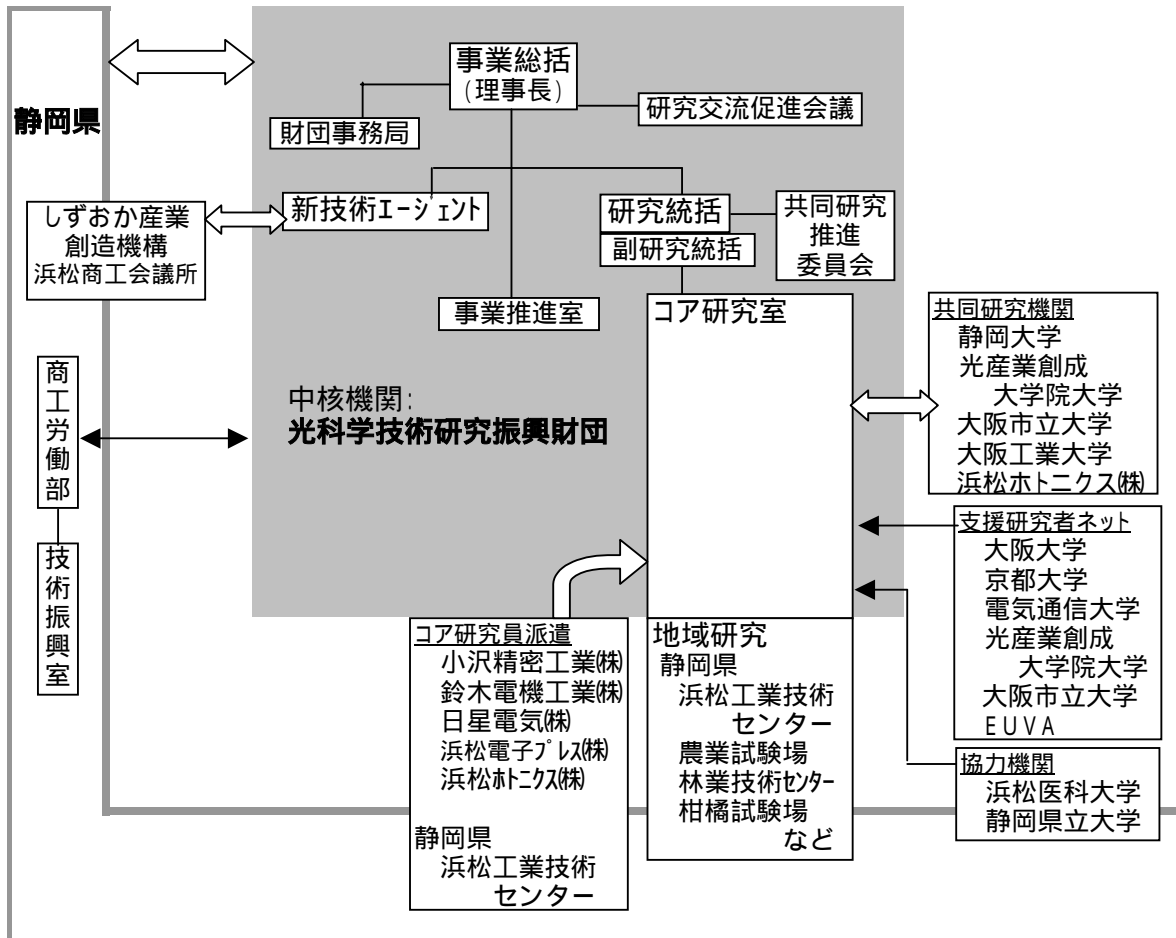 静岡県
事業総括
(理事長)
財団事務局
研究交流促進会議
しずおか産業
創造機構
浜松商工会議所
新技術ｴｰｼﾞｪﾝﾄ
研究統括
副研究統括
共同研究
推進
委員会
事業推進室
コア研究室
中核機関:
光科学技術研究振興財団
商工労働部
技術振興室
共同研究機関
静岡大学
光産業創成
大学院大学
大阪市立大学
大阪工業大学
浜松ﾎﾄﾆｸｽ㈱
支援研究者ネット
大阪大学
京都大学
電気通信大学
光産業創成
大学院大学
大阪市立大学
EUVA
協力機関
浜松医科大学
静岡県立大学
コア研究員派遣
小沢精密工業㈱
鈴木電機工業㈱
日星電気㈱
浜松電子ﾌﾟﾚｽ㈱
浜松ﾎﾄﾆｸｽ㈱
静岡県
浜松工業技術
センター
地域研究
静岡県
浜松工業技術
センター
農業試験場
林業技術ｾﾝﾀｰ
柑橘試験場
など